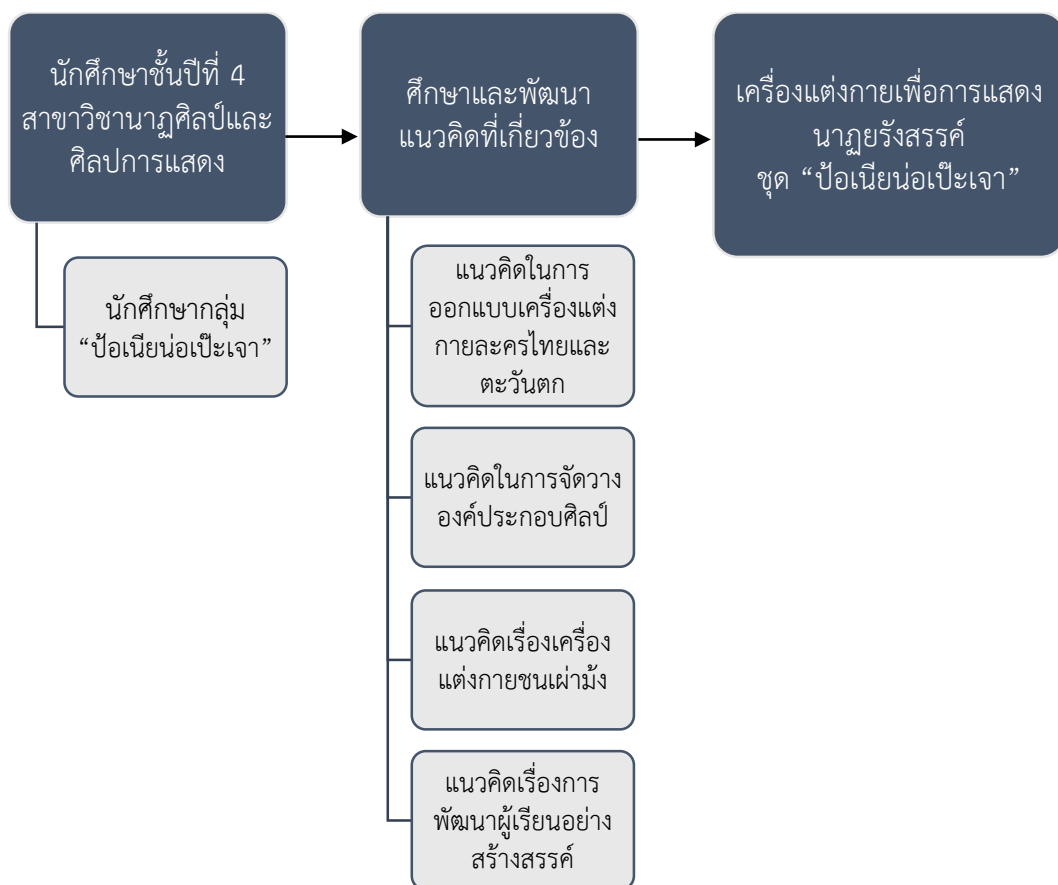 นักศึกษาชั้นปีที่ 4
สาขาวิชานาฏศิลป์และ
ศิลปการแสดง
นักศึกษากลุ่ม
“ป้อเนียน่อเป๊ะเจา”
ศึกษาและพัฒนา
แนวคิดที่เกี่ยวข้อง
แนวคิดในการ
ออกแบบเครื่องแต่ง
กายละครไทยและ
ตะวันตก
แนวคิดในการจัดวาง
องค์ประกอบศิลป์
แนวคิดเรื่องเครื่อง
แต่งกายชนเผ่าม้ง
แนวคิดเรื่องการ
พัฒนาผู้เรียนอย่าง
สร้างสรรค์
เครื่องแต่งกายเพื่อการแสดง
นาฏยรังสรรค์
ชุด “ป้อเนียน่อเป๊ะเจา”